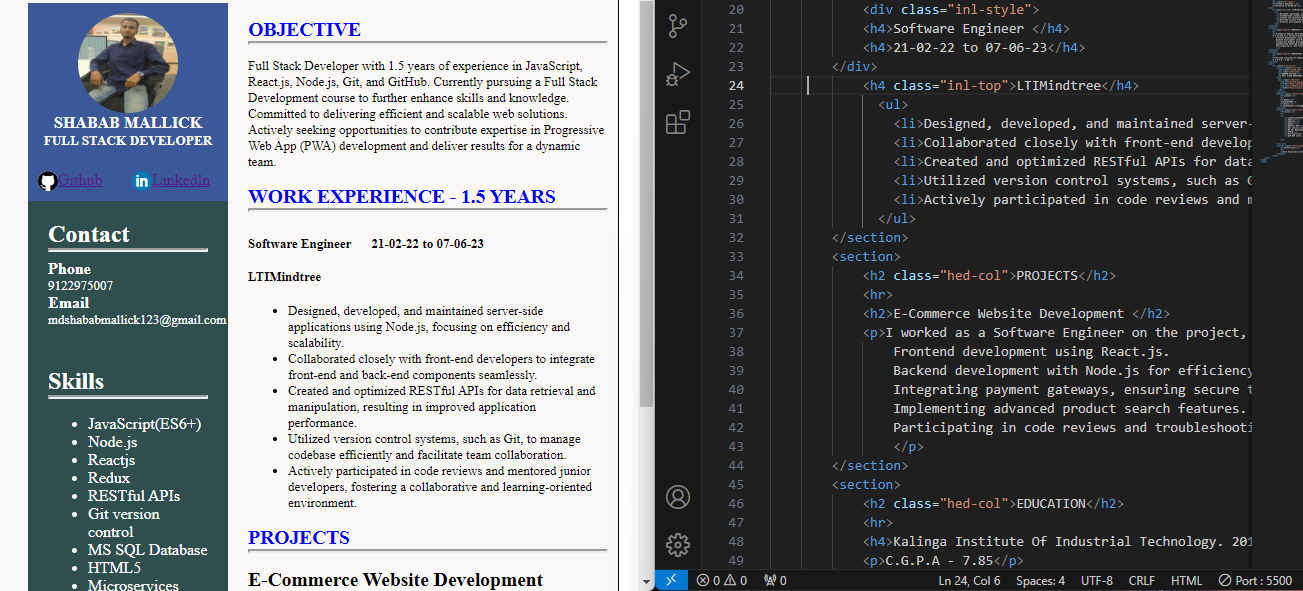 SHABAB MALLICK
FULL STACK DEVELOPER
Github
LinkedIn
Contact
Phone
9122975007
Email
mdshababmallick123@gmail.com
Skills
JavaScript(ES6+)
Node.js
Reactjs
Redux
RESTful APIs
Git version
control
MS SQL Database
HTML5
Microservices
OBJECTIVE
Full Stack Developer with 1.5 years of experience in JavaScript,
React.js, Node.js, Git, and GitHub. Currently pursuing a Full Stack
Development course to further enhance skills and knowledge.
Committed to delivering efficient and scalable web solutions.
Actively seeking opportunities to contribute expertise in Progressive
Web App (PWA) development and deliver results for a dynamic
team.
WORK EXPERIENCE - 1.5 YEARS
Software Engineer 21-02-22 to 07-06-23
LTIMindtree
Designed, developed, and maintained server-side
applications using Node.js, focusing on efficiency and
scalability.
Collaborated closely with front-end developers to integrate
front-end and back-end components seamlessly.
Created and optimized RESTful APIs for data retrieval and
manipulation, resulting in improved application
performance.
Utilized version control systems, such as Git, to manage
codebase efficiently and facilitate team collaboration.
Actively participated in code reviews and mentored junior
developers, fostering a collaborative and learning-oriented
environment.
PROJECTS
E-Commerce Website Development
20 <div class="inl-style">
21 <h4>Software Engineer </h4>
22 <h4>21-02-22 to 07-06-23</h4>
23 </div>
24 <h4 class="inl-top">LTIMindtree</h4>
25 <ul>
26 <li>Designed, developed, and maintained server-
27 <li>Collaborated closely with front-end develop
28 <li>Created and optimized RESTful APIs for data
29 <li>Utilized version control systems, such as G
30 <li>Actively participated in code reviews and m
31 </ul>
32 </section>
33 <section>
34 <h2 class="hed-col">PROJECTS</h2>
35 <hr>
36 <h2>E-Commerce Website Development </h2>
37 <p>I worked as a Software Engineer on the project,
38 Frontend development using React.js.
39 Backend development with Node.js for efficiency
40 Integrating payment gateways, ensuring secure t
41 Implementing advanced product search features.
42 Participating in code reviews and troubleshooti
43 </p>
44 </section>
45 <section>
46 <h2 class="hed-col">EDUCATION</h2>
47 <hr>
48 <h4>Kalinga Institute Of Industrial Technology. 201
49 <p>C.G.P.A - 7.85</p>
0 0 0 Ln 24, Col 6 Spaces: 4 UTF-8 CRLF HTML Port : 5500